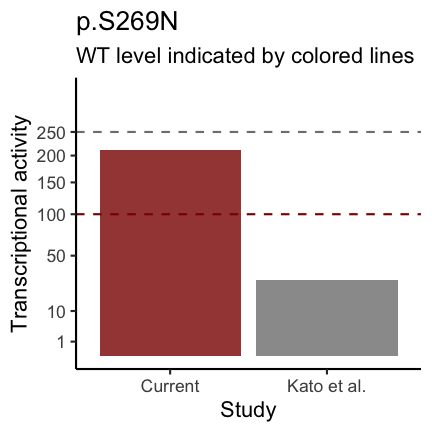 p.S269N
WT level indicated by colored lines
Transcriptional activity
250
200
150
100
50
10
1
Current
Kato et al.
Study